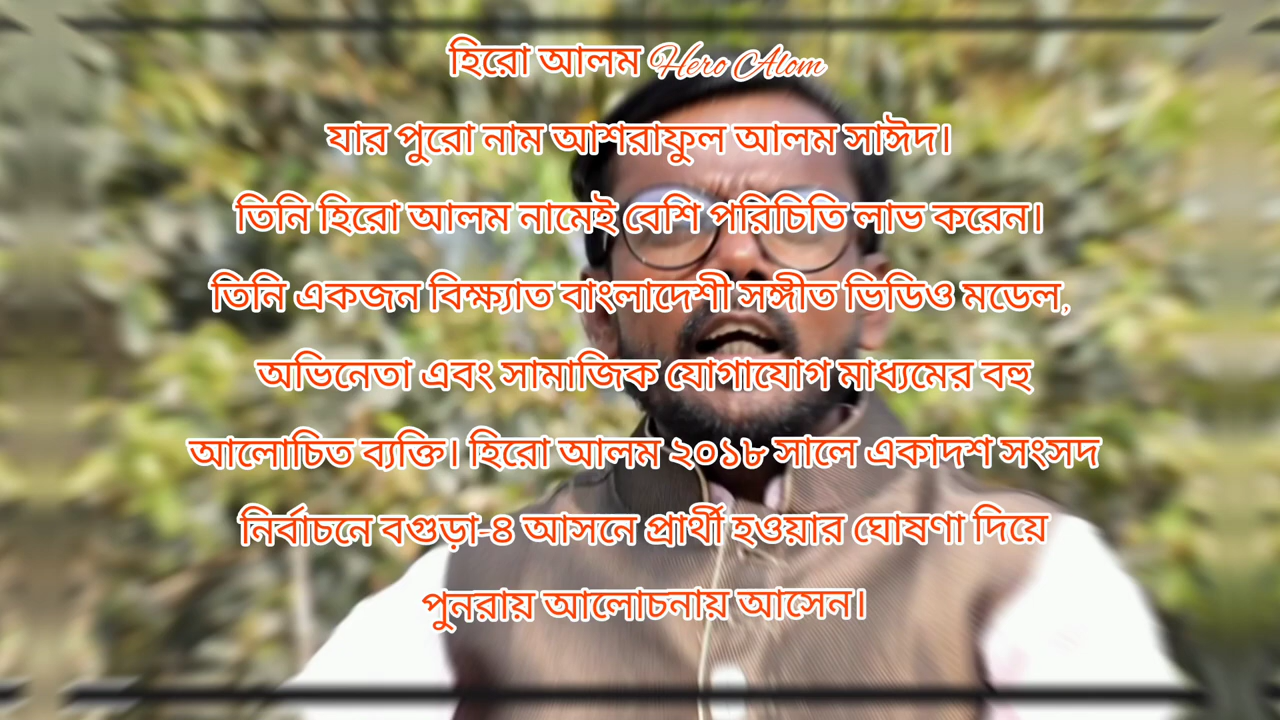 হিরো আলম Hero Alom
যার পুরো নাম আশরাফুল আলম সাঈদ।
তিনি হিরো আলম নামেই বেশি পরিচিতি লাভ করেন।
তিনি একজন বিক্ষ্যাত বাংলাদেশী সঙ্গীত ভিডিও মডেল,
অভিনেতা এবং সামাজিক যোগাযোগ মাধ্যমের বহু
আলোচিত ব্যক্তি। হিরো আলম ২০১৮ সালে একাদশ সংসদ
নির্বাচনে বগুড়া-৪ আসনে প্রার্থী হওয়ার ঘোষণা দিয়ে
পুনরায় আলোচনায় আসেন।